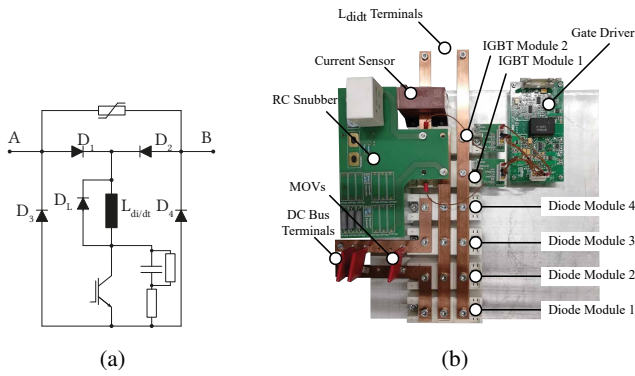 A
B
D1
D2
DL
Ldi/dt
D3
D4
(a)
Ldidt Terminals
Current Sensor
RC Snubber
MOVs
DC Bus
Terminals
IGBT Module 2
IGBT Module 1
Gate Driver
Diode Module 4
Diode Module 3
Diode Module 2
Diode Module 1
(b)